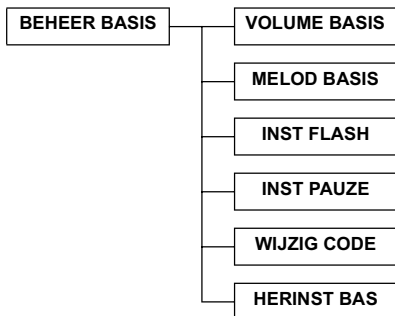 BEHEER BASIS
VOLUME BASIS
MELOD BASIS
INST FLASH
INST PAUZE
WIJZIG CODE
HERINST BAS